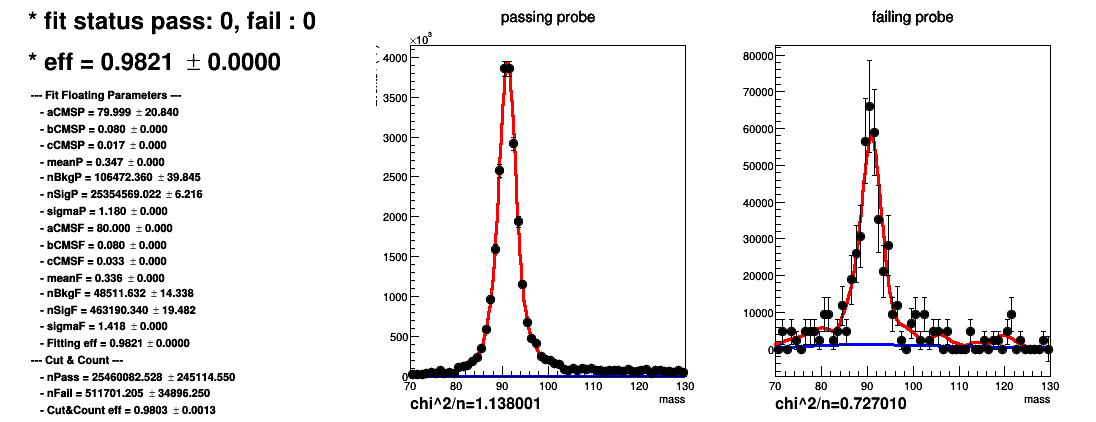 * fit status pass: 0, fail : 0
* eff = 0.9821 ± 0.0000
--- Fit Floating Parameters ---
- aCMSP = 79.999 ± 20.840
- bCMSP = 0.080 ± 0.000
- cCMSP = 0.017 ± 0.000
- meanP = 0.347 ± 0.000
- nBkgP = 106472.360 ± 39.845
- nSigP = 25354569.022 ± 6.216
- sigmaP = 1.180 ± 0.000
- aCMSF = 80.000 ± 0.000
- bCMSF = 0.080 ± 0.000
- cCMSF = 0.033 ± 0.000
- meanF = 0.336 ± 0.000
- nBkgF = 48511.632 ± 14.338
- nSigF = 463190.340 ± 19.482
- sigmaF = 1.418 ± 0.000
- Fitting eff = 0.9821 ± 0.0000
--- Cut & Count ---
- nPass = 25460082.528 ± 245114.550
- nFail = 511701.205 ± 34896.250
- Cut&Count eff = 0.9803 ± 0.0013
passing probe
×10³
4000
3500
3000
2500
2000
1500
1000
500
0
70 80 90 100 110 120 130
mass
chi^2/n=1.138001
failing probe
80000
70000
60000
50000
40000
30000
20000
10000
0
70 80 90 100 110 120 130
mass
chi^2/n=0.727010